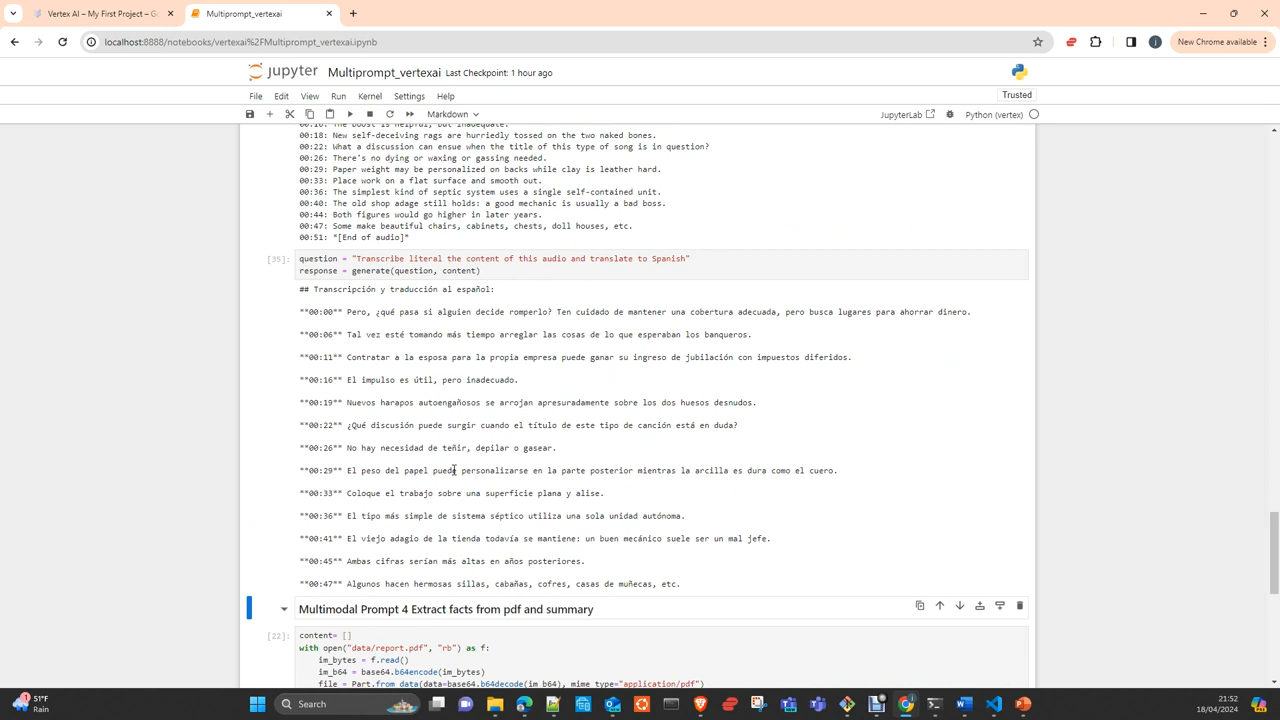 Vertex AI – My First Project – G
Multiprompt_vertexai
localhost:8888/notebooks/vertexai%2FMultiprompt_vertexai.ipynb
New Chrome available
jupyter Multiprompt_vertexai Last Checkpoint: 1 hour ago
File Edit View Run Kernel Settings Help
Trusted
Markdown
JupyterLab
Python (vertex)
The boost is helpful, but inadequate.
00:18: New self-deceiving rags are hurriedly tossed on the two naked bones.
00:22: What a discussion can ensue when the title of this type of song is in question?
00:26: There's no dying or waxing or gassing needed.
00:29: Paper weight may be personalized on backs while clay is leather hard.
00:33: Place work on a flat surface and smooth out.
00:36: The simplest kind of septic system uses a single self-contained unit.
00:40: The old shop adage still holds: a good mechanic is usually a bad boss.
00:44: Both figures would go higher in later years.
00:47: Some make beautiful chairs, cabinets, chests, doll houses, etc.
00:51: "[End of audio]"
[35]: question = "Transcribe literal the content of this audio and translate to Spanish"
response = generate(question, content)
## Transcripción y traducción al español:
**00:00** Pero, ¿qué pasa si alguien decide romperlo? Ten cuidado de mantener una cobertura adecuada, pero busca lugares para ahorrar dinero.
**00:06** Tal vez esté tomando más tiempo arreglar las cosas de lo que esperaban los banqueros.
**00:11** Contratar a la esposa para la propia empresa puede ganar su ingreso de jubilación con impuestos diferidos.
**00:16** El impulso es útil, pero inadecuado.
**00:19** Nuevos harapos autoengañosos se arrojan apresuradamente sobre los dos huesos desnudos.
**00:22** ¿Qué discusión puede surgir cuando el título de este tipo de canción está en duda?
**00:26** No hay necesidad de teñir, depilar o gasear.
**00:29** El peso del papel puede personalizarse en la parte posterior mientras la arcilla es dura como el cuero.
**00:33** Coloque el trabajo sobre una superficie plana y alise.
**00:36** El tipo más simple de sistema séptico utiliza una sola unidad autónoma.
**00:41** El viejo adagio de la tienda todavía se mantiene: un buen mecánico suele ser un mal jefe.
**00:45** Ambas cifras serían más altas en años posteriores.
**00:47** Algunos hacen hermosas sillas, cabañas, cofres, casas de muñecas, etc.
Multimodal Prompt 4 Extract facts from pdf and summary
[22]: content= []
with open("data/report.pdf", "rb") as f:
im_bytes = f.read()
im_b64 = base64.b64encode(im_bytes)
file = Part.from_data(data=base64.b64decode(im_b64), mime_type="application/pdf")
51°F
Rain
Search
21:52
18/04/2024